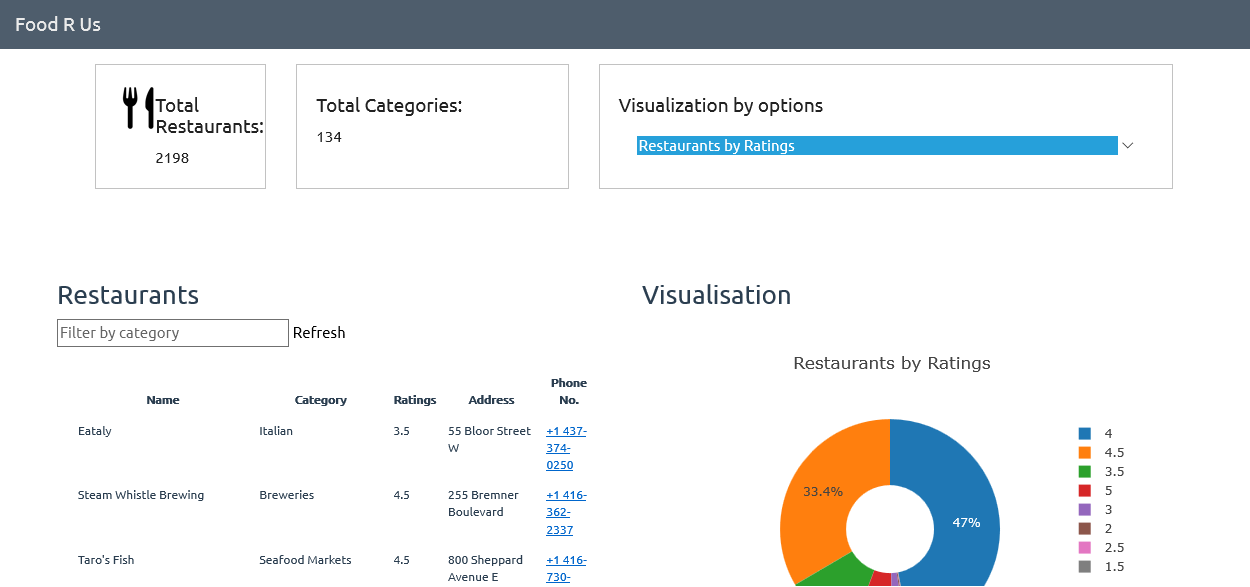 Food R Us
Total
Restaurants:
2198
Total Categories:
134
Visualization by options
Restaurants by Ratings
Restaurants
Filter by category
Refresh
Name Category Ratings Address Phone No.
Eataly Italian 3.5 55 Bloor Street W +1 437-374-0250
Steam Whistle Brewing Breweries 4.5 255 Bremner Boulevard +1 416-362-2337
Taro's Fish Seafood Markets 4.5 800 Sheppard Avenue E +1 416-730-
Visualisation
Restaurants by Ratings
33.4%
47%
4
4.5
3.5
5
3
2
2.5
1.5